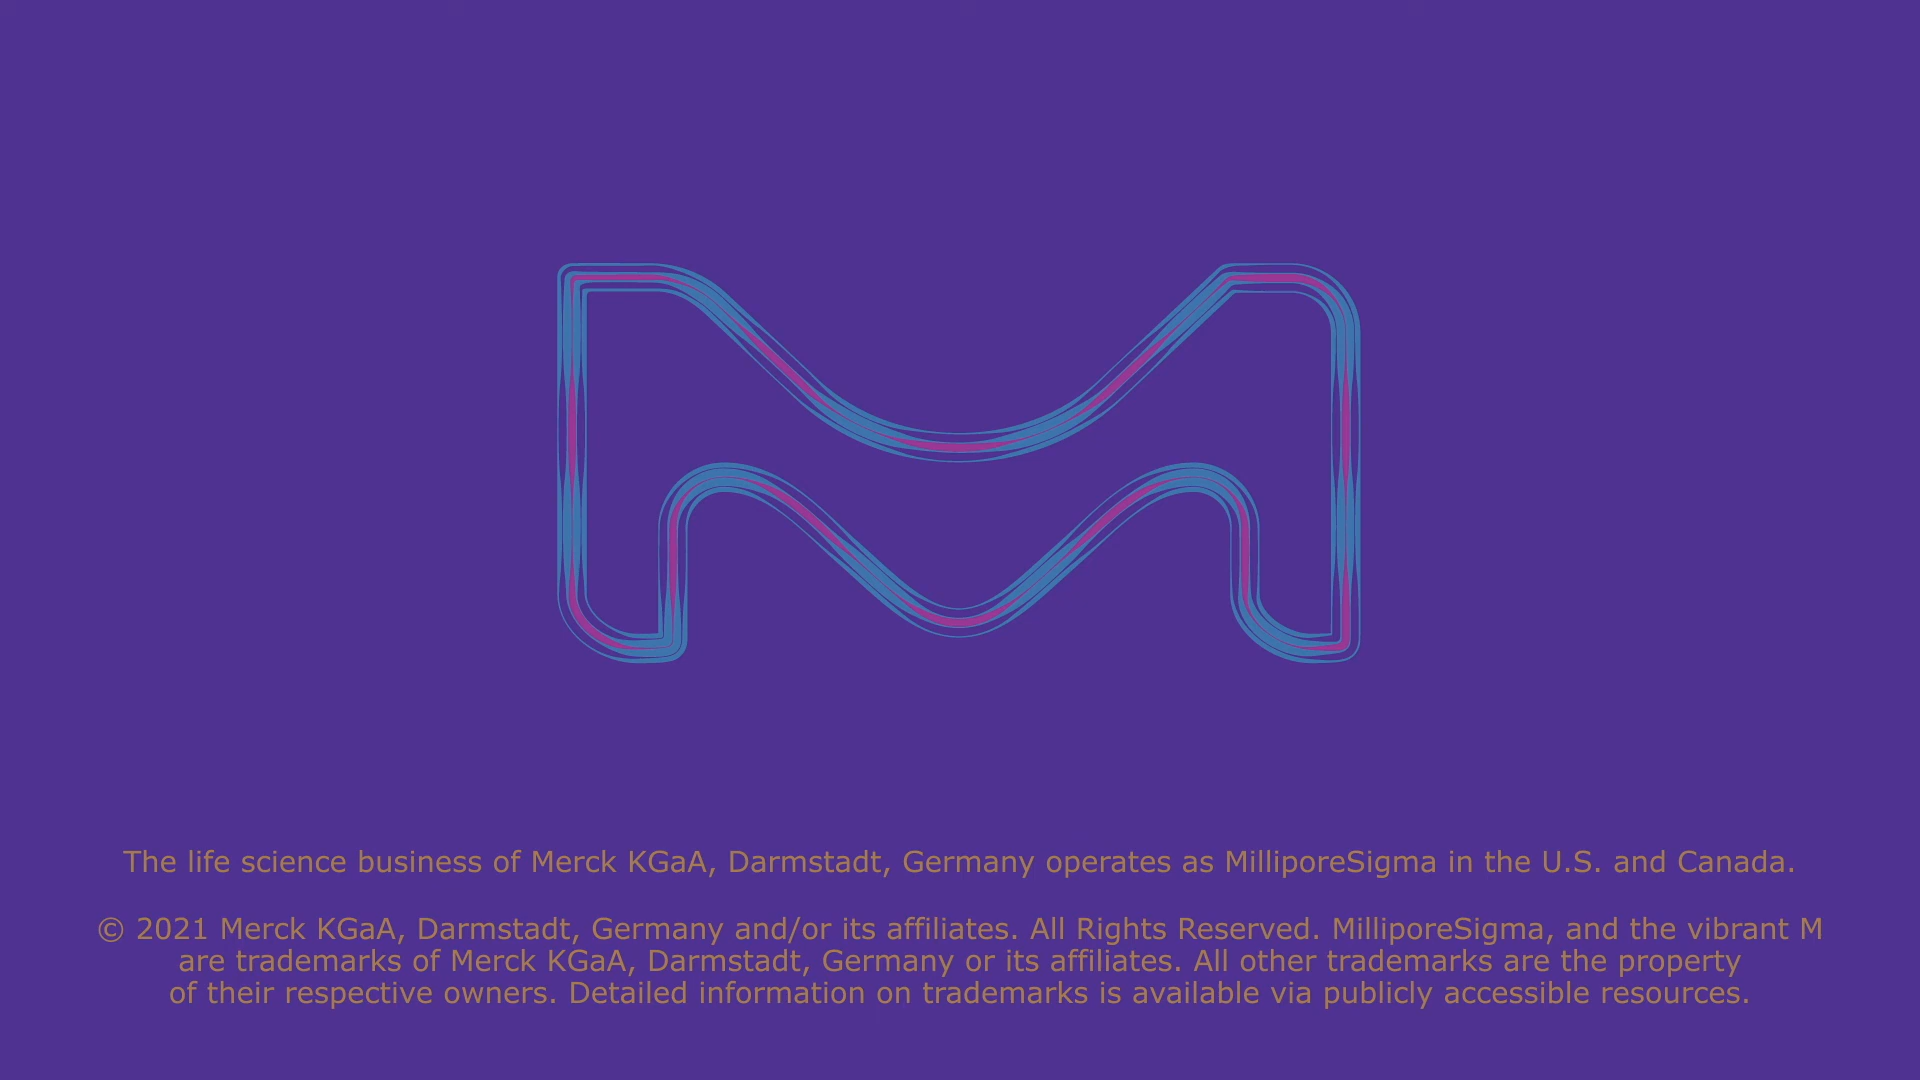 The life science business of Merck KGaA, Darmstadt, Germany operates as MilliporeSigma in the U.S. and Canada.
© 2021 Merck KGaA, Darmstadt, Germany and/or its affiliates. All Rights Reserved. MilliporeSigma, and the vibrant M
are trademarks of Merck KGaA, Darmstadt, Germany or its affiliates. All other trademarks are the property
of their respective owners. Detailed information on trademarks is available via publicly accessible resources.